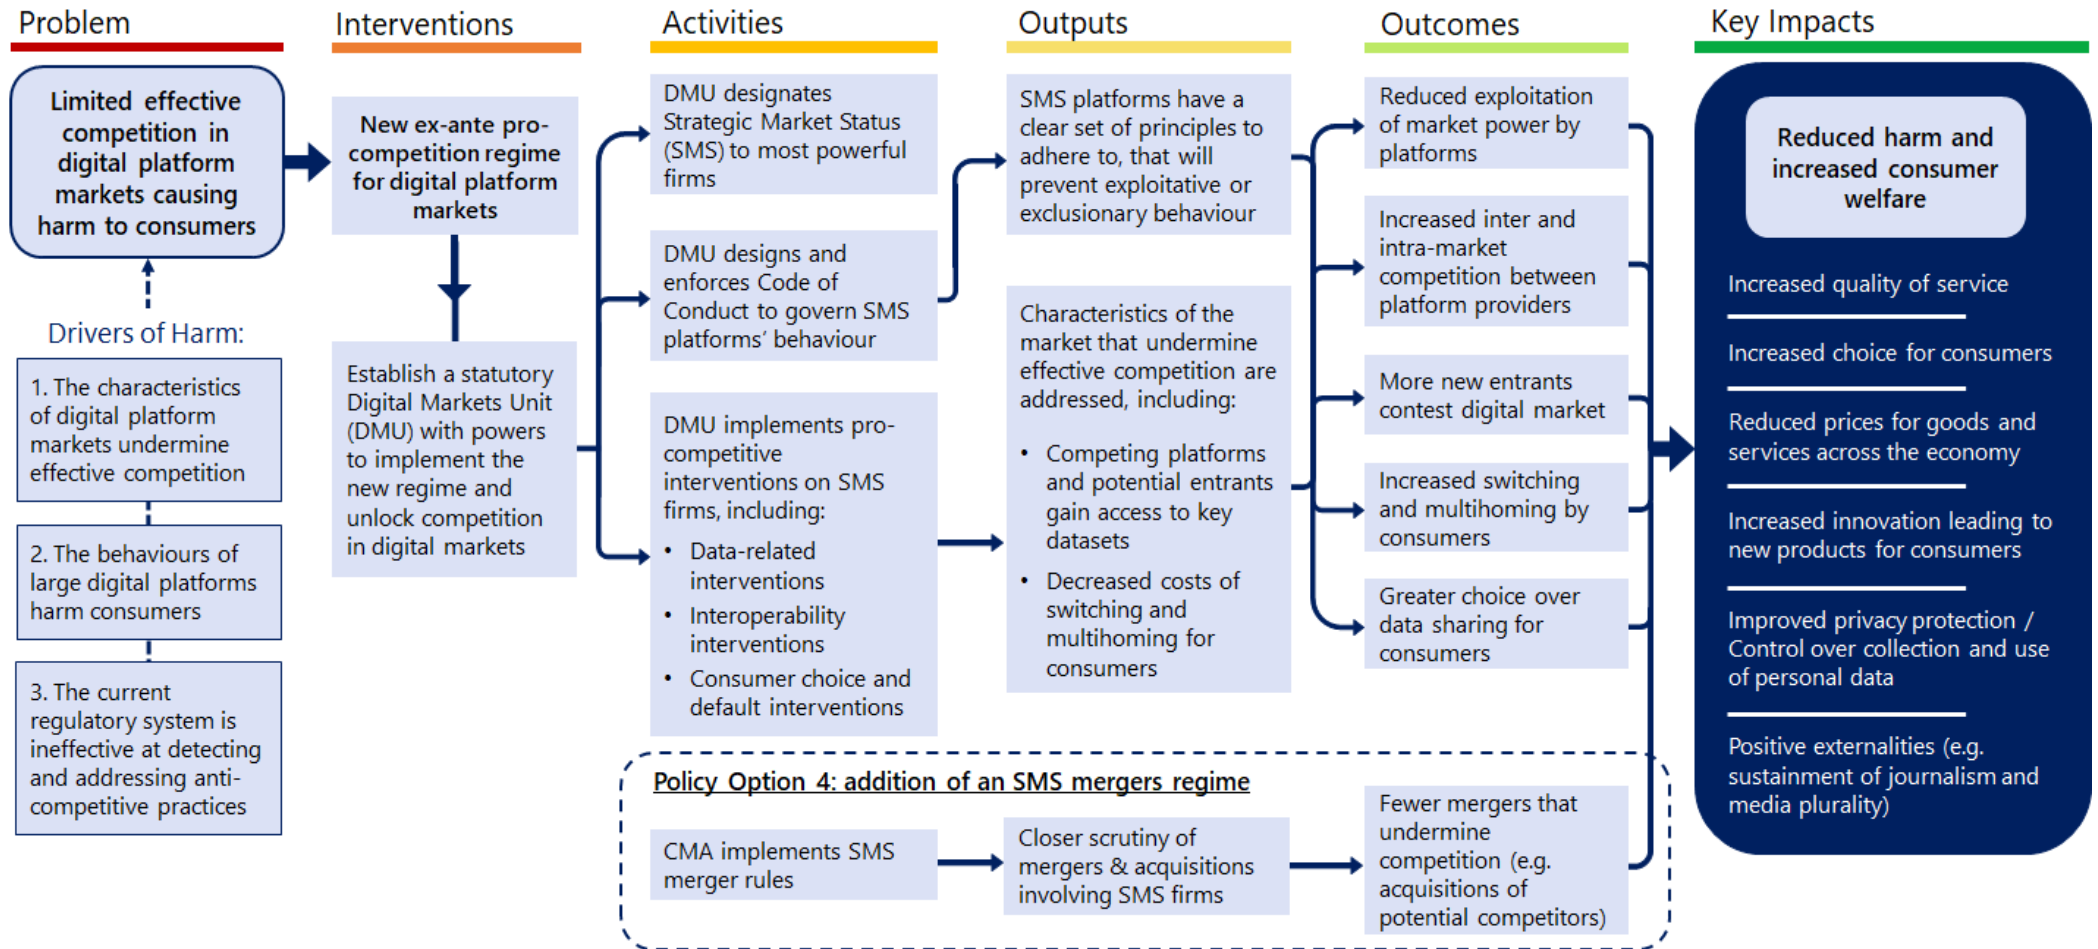 Problem
Limited effective
competition in
digital platform
markets causing
harm to consumers
Drivers of Harm:
1. The characteristics
of digital platform
markets undermine
effective competition
2. The behaviours of
large digital platforms
harm consumers
3. The current
regulatory system is
ineffective at detecting
and addressing anti-
competitive practices
Interventions
New ex-ante pro-
competition regime
for digital platform
markets
Establish a statutory
Digital Markets Unit
(DMU) with powers
to implement the
new regime and
unlock competition
in digital markets
Activities
DMU designates
Strategic Market Status
(SMS) to most powerful
firms
DMU designs and
enforces Code of
Conduct to govern SMS
platforms' behaviour
DMU implements pro-
competitive
interventions on SMS
firms, including:
• Data-related
interventions
• Interoperability
interventions
• Consumer choice and
default interventions
Outputs
SMS platforms have a
clear set of principles to
adhere to, that will
prevent exploitative or
exclusionary behaviour
Characteristics of the
market that undermine
effective competition are
addressed, including:
• Competing platforms
and potential entrants
gain access to key
datasets
• Decreased costs of
switching and
multihoming for
consumers
Outcomes
Reduced exploitation
of market power by
platforms
Increased inter and
intra-market
competition between
platform providers
More new entrants
contest digital market
Increased switching
and multihoming by
consumers
Greater choice over
data sharing for
consumers
Policy Option 4: addition of an SMS mergers regime
CMA implements SMS
merger rules
Closer scrutiny of
mergers & acquisitions
involving SMS firms
Fewer mergers that
undermine
competition (e.g.
acquisitions of
potential competitors)
Key Impacts
Reduced harm and
increased consumer
welfare
Increased quality of service
Increased choice for consumers
Reduced prices for goods and
services across the economy
Increased innovation leading to
new products for consumers
Improved privacy protection /
Control over collection and use
of personal data
Positive externalities (e.g.
sustainment of journalism and
media plurality)